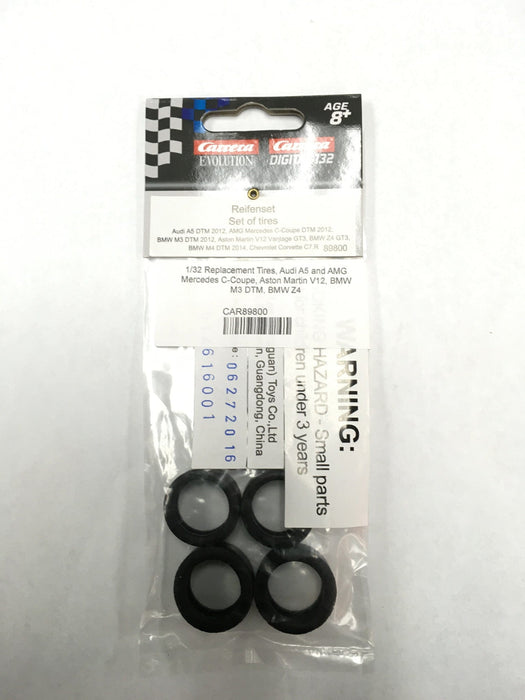 AGE
8+
Carrera
EVOLUTION
Carrera
DIGITAL 132
Reifenset
Set of tires
Audi A5 DTM 2012, AMG Mercedes C-Coupe DTM 2012,
BMW M3 DTM 2012, Aston Martin V12 Vantage GT3, BMW Z4 GT3,
BMW M4 DTM 2014, Chevrolet Corvette C7.R
89800
1/32 Replacement Tires, Audi A5 and AMG
Mercedes C-Coupe, Aston Martin V12, BMW
M3 DTM, BMW Z4
CAR89800
WARNING:
HAZARD - Small parts
under 3 years
guan) Toys Co.,Ltd
Guangdong, China
06272016
616001